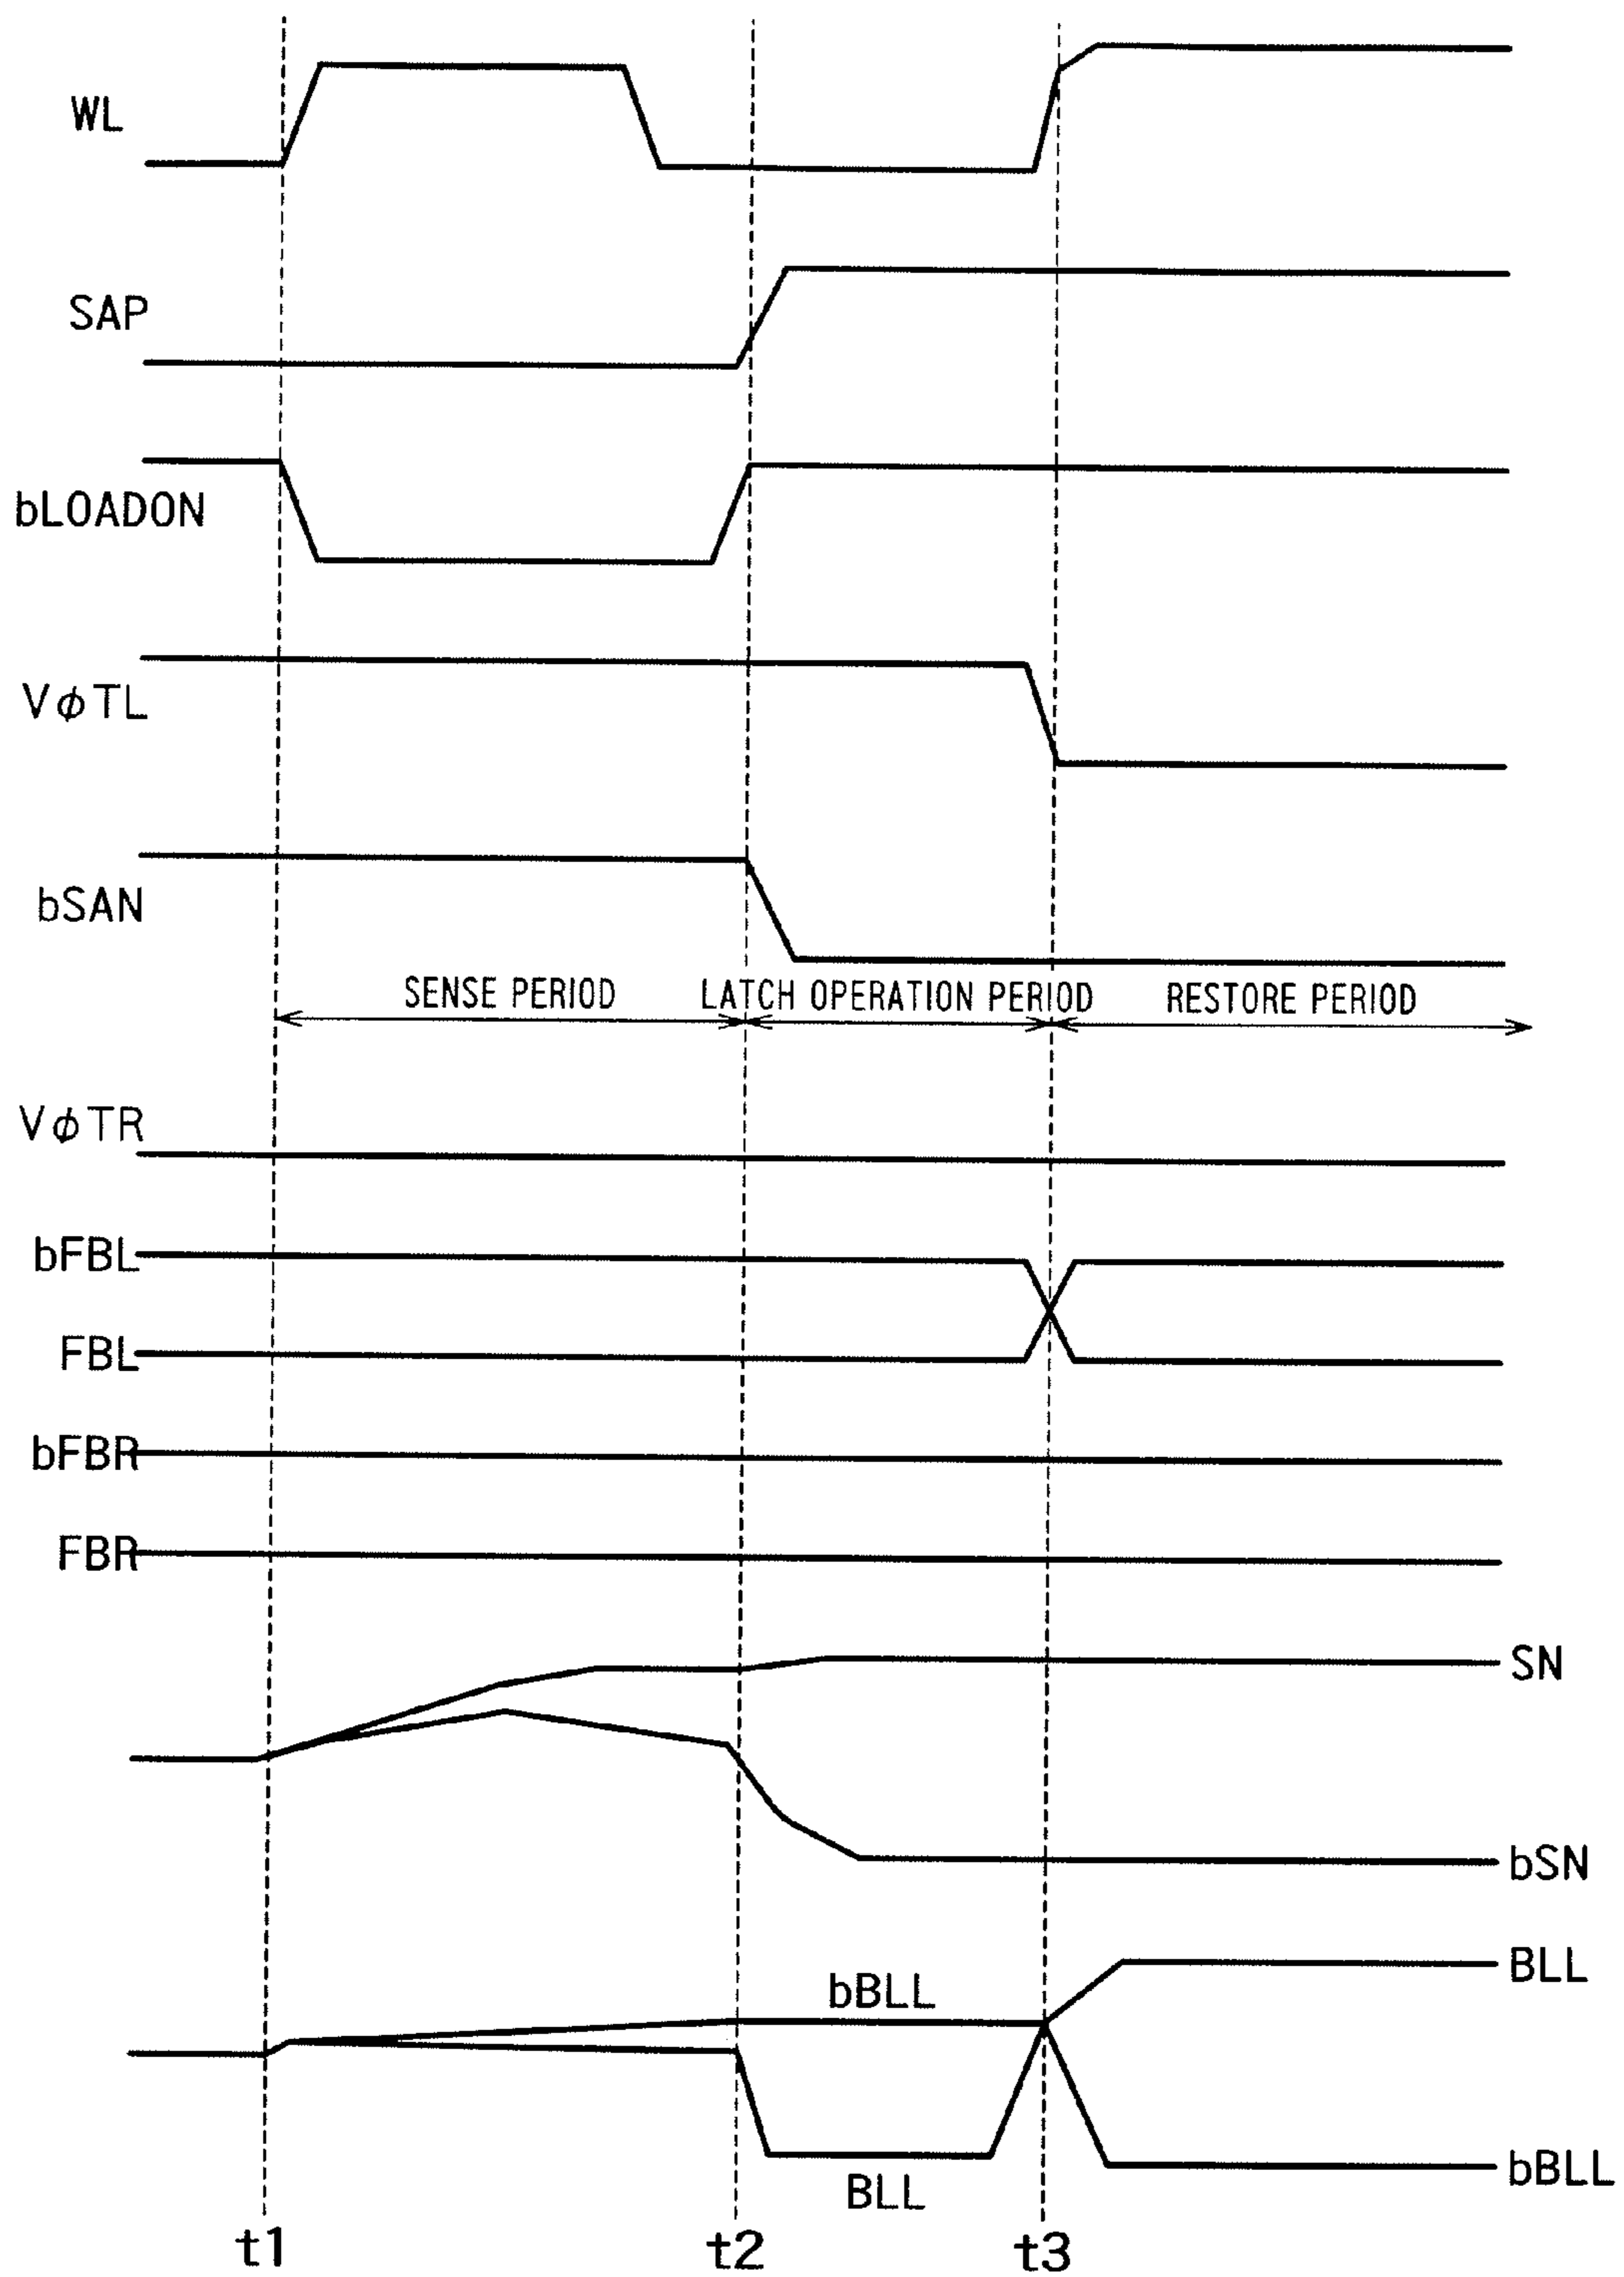 WL
SAP
bLOADON
VϕTL
bSAN
SENSE PERIOD
LATCH OPERATION PERIOD
RESTORE PERIOD
VϕTR
bFBL
FBL
bFBR
FBR
SN
bSN
BLL
bBLL
bBLL
BLL
t1
t2
t3